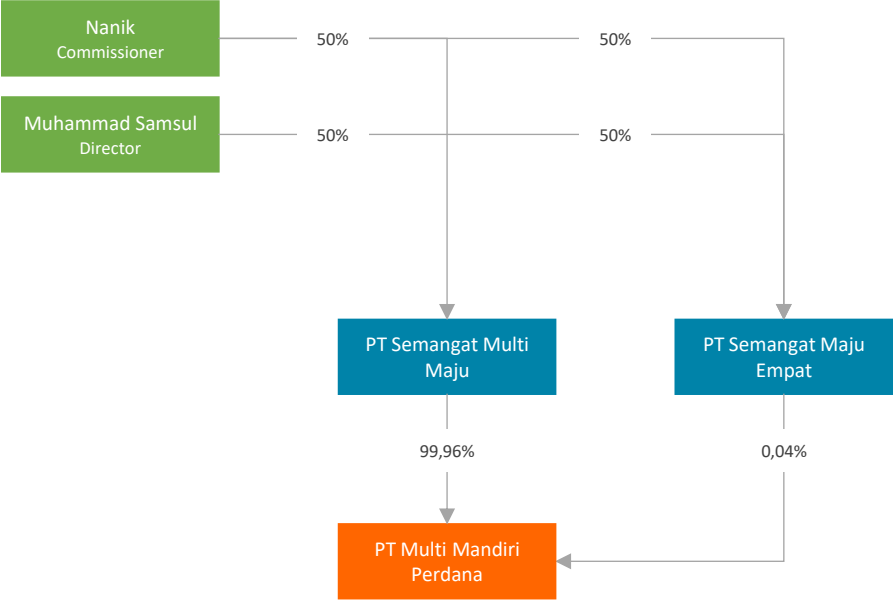 Nanik
Commissioner
50%
50%
Muhammad Samsul
Director
50%
50%
PT Semangat Multi
Maju
PT Semangat Maju
Empat
99,96%
0,04%
PT Multi Mandiri
Perdana